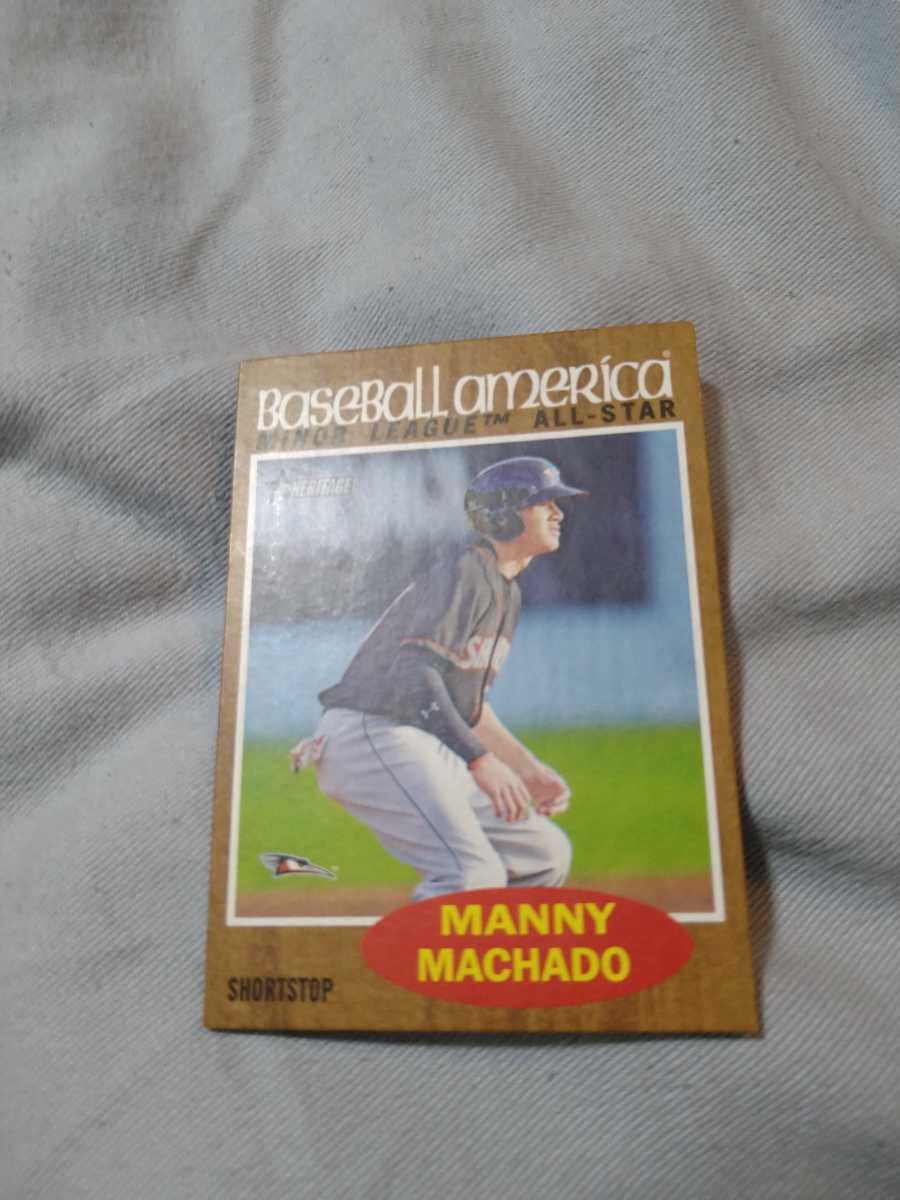 BaseBall america®
MINOR LEAGUE™ ALL-STAR
HERITAGE
MANNY
MACHADO
SHORTSTOP